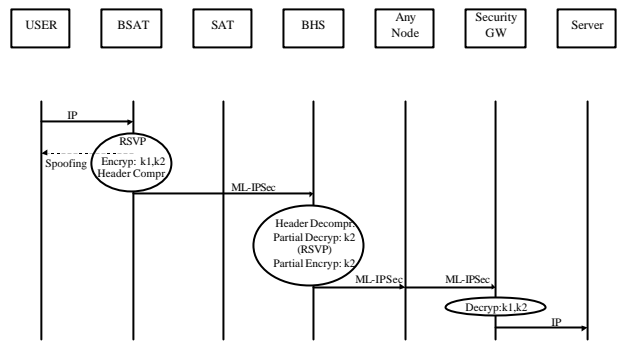 USER
BSAT
SAT
BHS
Any
Node
Security
GW
Server
IP
RSVP
Spoofing
Encryp: k1,k2
Header Compr.
ML-IPSec
Header Decompr.
Partial Decryp: k2
(RSVP)
Partial Encryp: k2
ML-IPSec
ML-IPSec
Decryp:k1,k2
IP